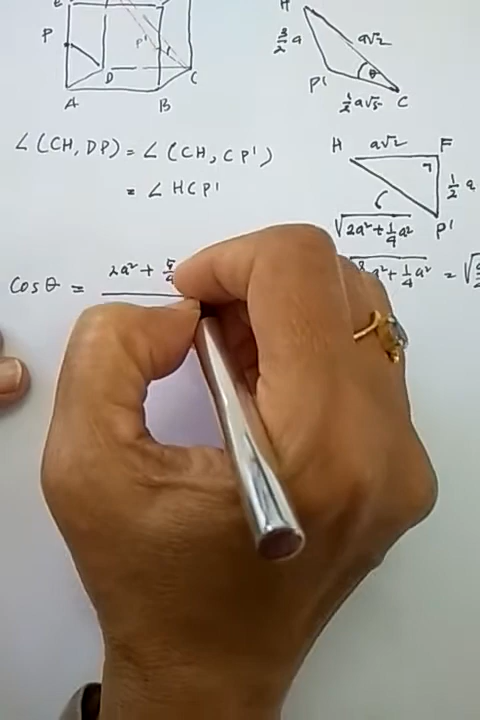 E
P
P'
D
C
A
B
H
3/2 a
a√2
θ
P'
1/2 a√5
C
∠(CH, DP) = ∠(CH, CP')
= ∠HCP'
H a√2 F
1/2 a
√(2a² + 1/4 a²)
P'
a² + 1/4 a² = √
cos θ = 2a² + 5/4